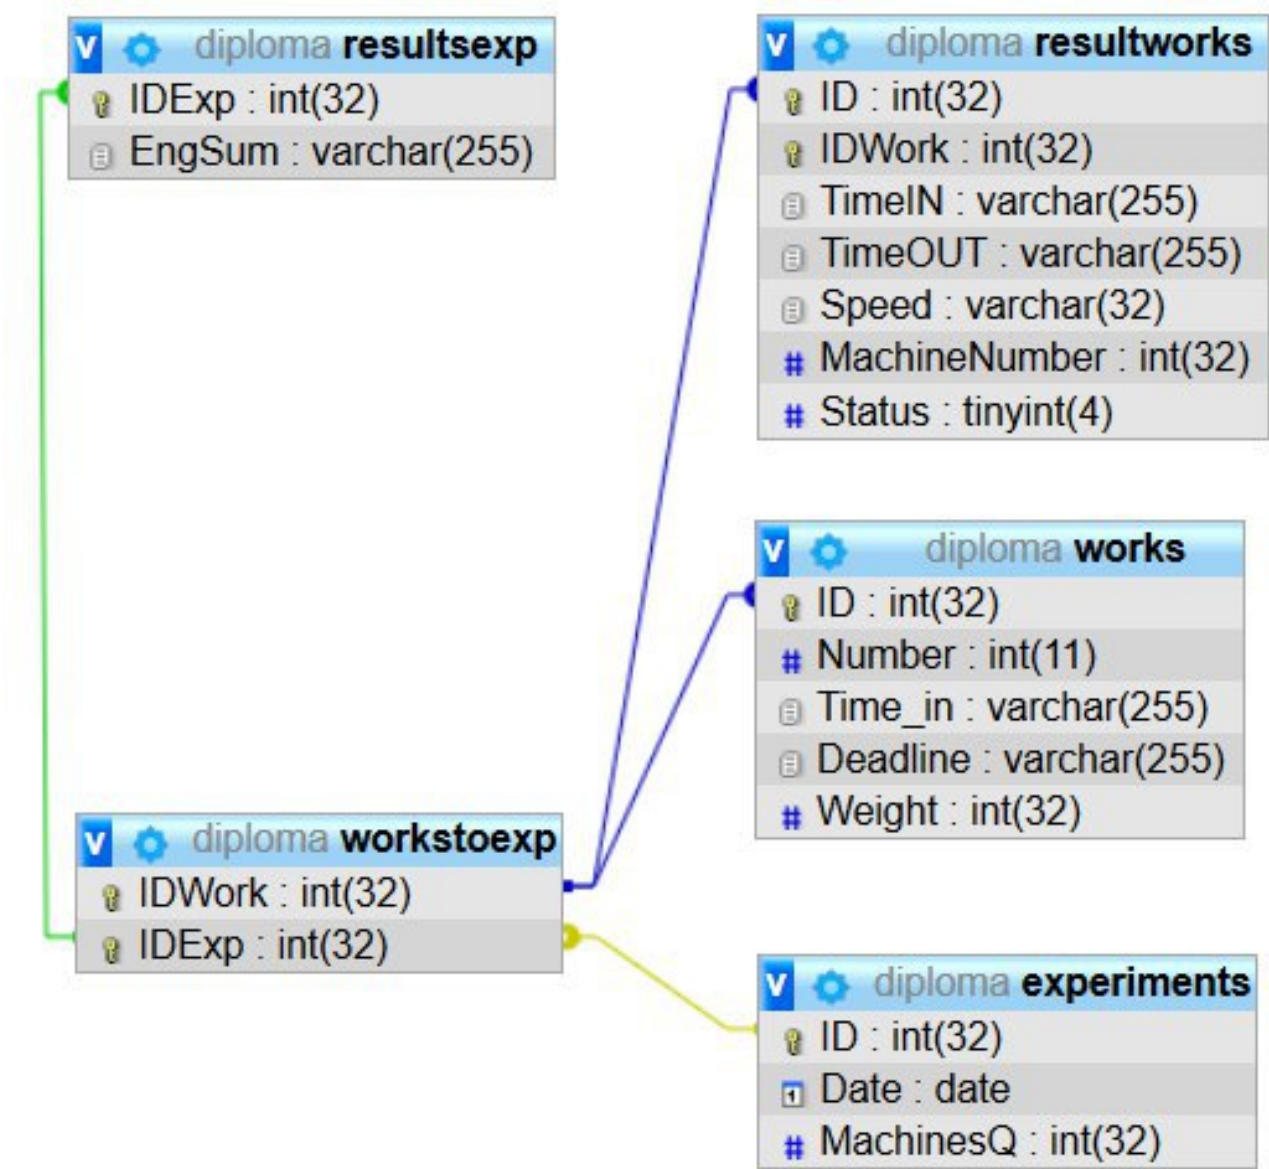 V diploma resultsexp
IDExp : int(32)
EngSum : varchar(255)
V diploma resultworks
ID : int(32)
IDWork : int(32)
TimeIN : varchar(255)
TimeOUT : varchar(255)
Speed : varchar(32)
# MachineNumber : int(32)
# Status : tinyint(4)
V diploma works
ID : int(32)
# Number : int(11)
Time_in : varchar(255)
Deadline : varchar(255)
# Weight : int(32)
V diploma workstoexp
IDWork : int(32)
IDExp : int(32)
V diploma experiments
ID : int(32)
1 Date : date
# MachinesQ : int(32)